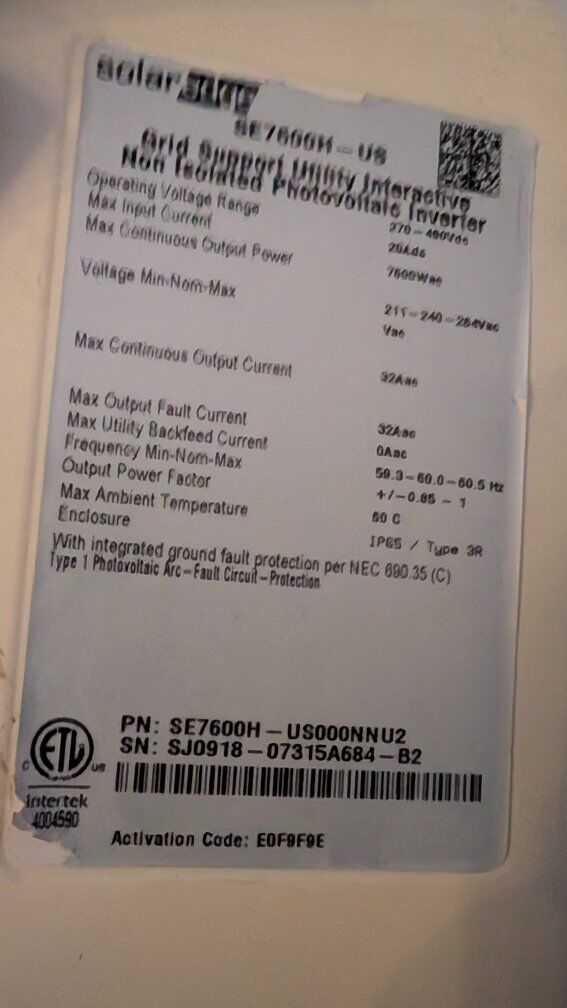 solar
SE7600H-US
Grid Support Utility Interactive
Non Isolated Photovoltaic Inverter
Operating Voltage Range 270-480Vdc
Max Input Current 20Adc
Max Continuous Output Power 7600Wac
Voltage Min-Nom-Max 211-240-264Vac
Vac
Max Continuous Output Current 32Aac
Max Output Fault Current 32Aac
Max Utility Backfeed Current 0Aac
Frequency Min-Nom-Max 59.3-60.0-60.5 Hz
Output Power Factor +/-0.85 - 1
Max Ambient Temperature 60 C
Enclosure IP65 / Type 3R
With integrated ground fault protection per NEC 690.35 (C)
Type 1 Photovoltaic Arc-Fault Circuit-Protection
PN: SE7600H-US000NNU2
SN: SJ0918-07315A684-B2
ETL
C US
Intertek
4004590
Activation Code: E0F9F9E